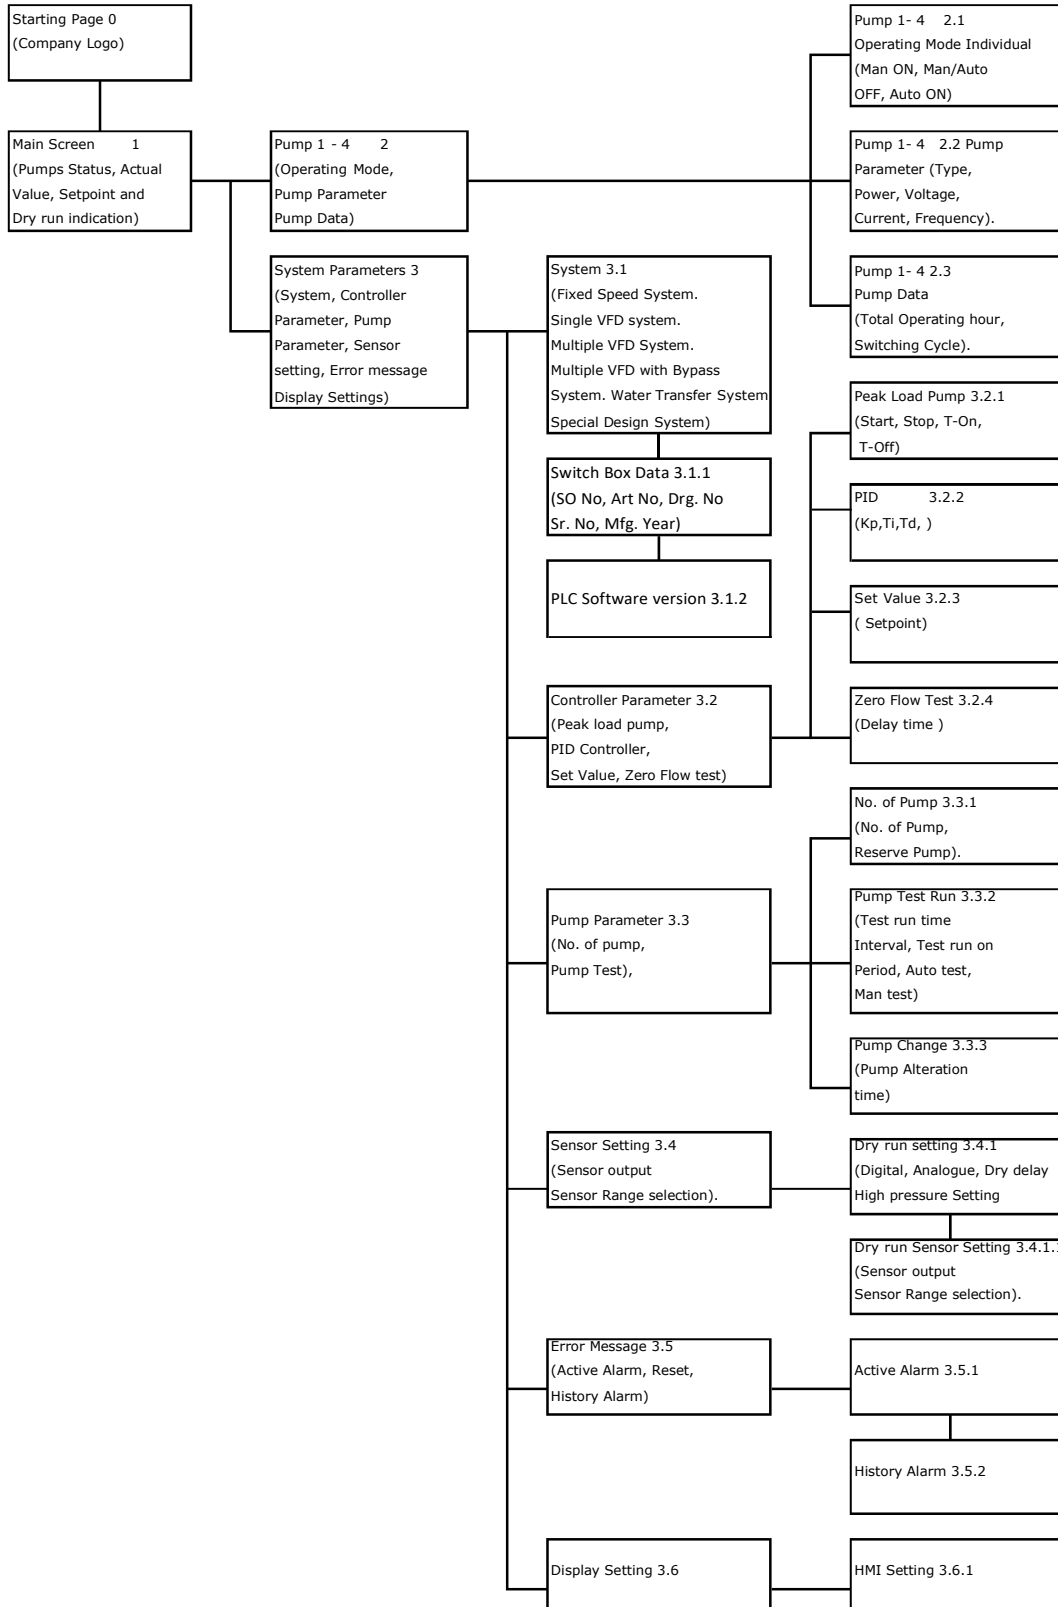 Starting Page 0
(Company Logo)
Main Screen 1
(Pumps Status, Actual
Value, Setpoint and
Dry run indication)
Pump 1 - 4 2
(Operating Mode,
Pump Parameter
Pump Data)
Pump 1- 4 2.1
Operating Mode Individual
(Man ON, Man/Auto
OFF, Auto ON)
Pump 1- 4 2.2 Pump
Parameter (Type,
Power, Voltage,
Current, Frequency).
Pump 1- 4 2.3
Pump Data
(Total Operating hour,
Switching Cycle).
System Parameters 3
(System, Controller
Parameter, Pump
Parameter, Sensor
setting, Error message
Display Settings)
System 3.1
(Fixed Speed System.
Single VFD system.
Multiple VFD System.
Multiple VFD with Bypass
System. Water Transfer System
Special Design System)
Switch Box Data 3.1.1
(SO No, Art No, Drg. No
Sr. No, Mfg. Year)
PLC Software version 3.1.2
Controller Parameter 3.2
(Peak load pump,
PID Controller,
Set Value, Zero Flow test)
Peak Load Pump 3.2.1
(Start, Stop, T-On,
T-Off)
PID 3.2.2
(Kp,Ti,Td, )
Set Value 3.2.3
( Setpoint)
Zero Flow Test 3.2.4
(Delay time )
Pump Parameter 3.3
(No. of pump,
Pump Test),
No. of Pump 3.3.1
(No. of Pump,
Reserve Pump).
Pump Test Run 3.3.2
(Test run time
Interval, Test run on
Period, Auto test,
Man test)
Pump Change 3.3.3
(Pump Alteration
time)
Sensor Setting 3.4
(Sensor output
Sensor Range selection).
Dry run setting 3.4.1
(Digital, Analogue, Dry delay
High pressure Setting
Dry run Sensor Setting 3.4.1.1
(Sensor output
Sensor Range selection).
Error Message 3.5
(Active Alarm, Reset,
History Alarm)
Active Alarm 3.5.1
History Alarm 3.5.2
Display Setting 3.6
HMI Setting 3.6.1